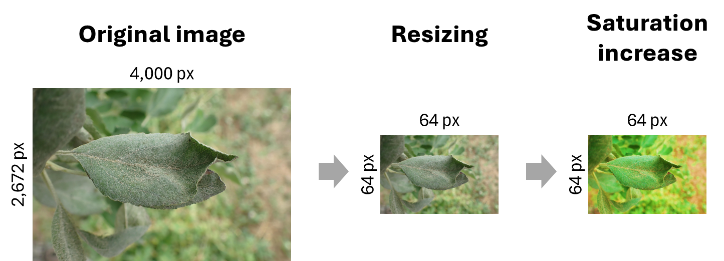 Original image
4,000 px
2,672 px
Resizing
64 px
64 px
Saturation
increase
64 px
64 px